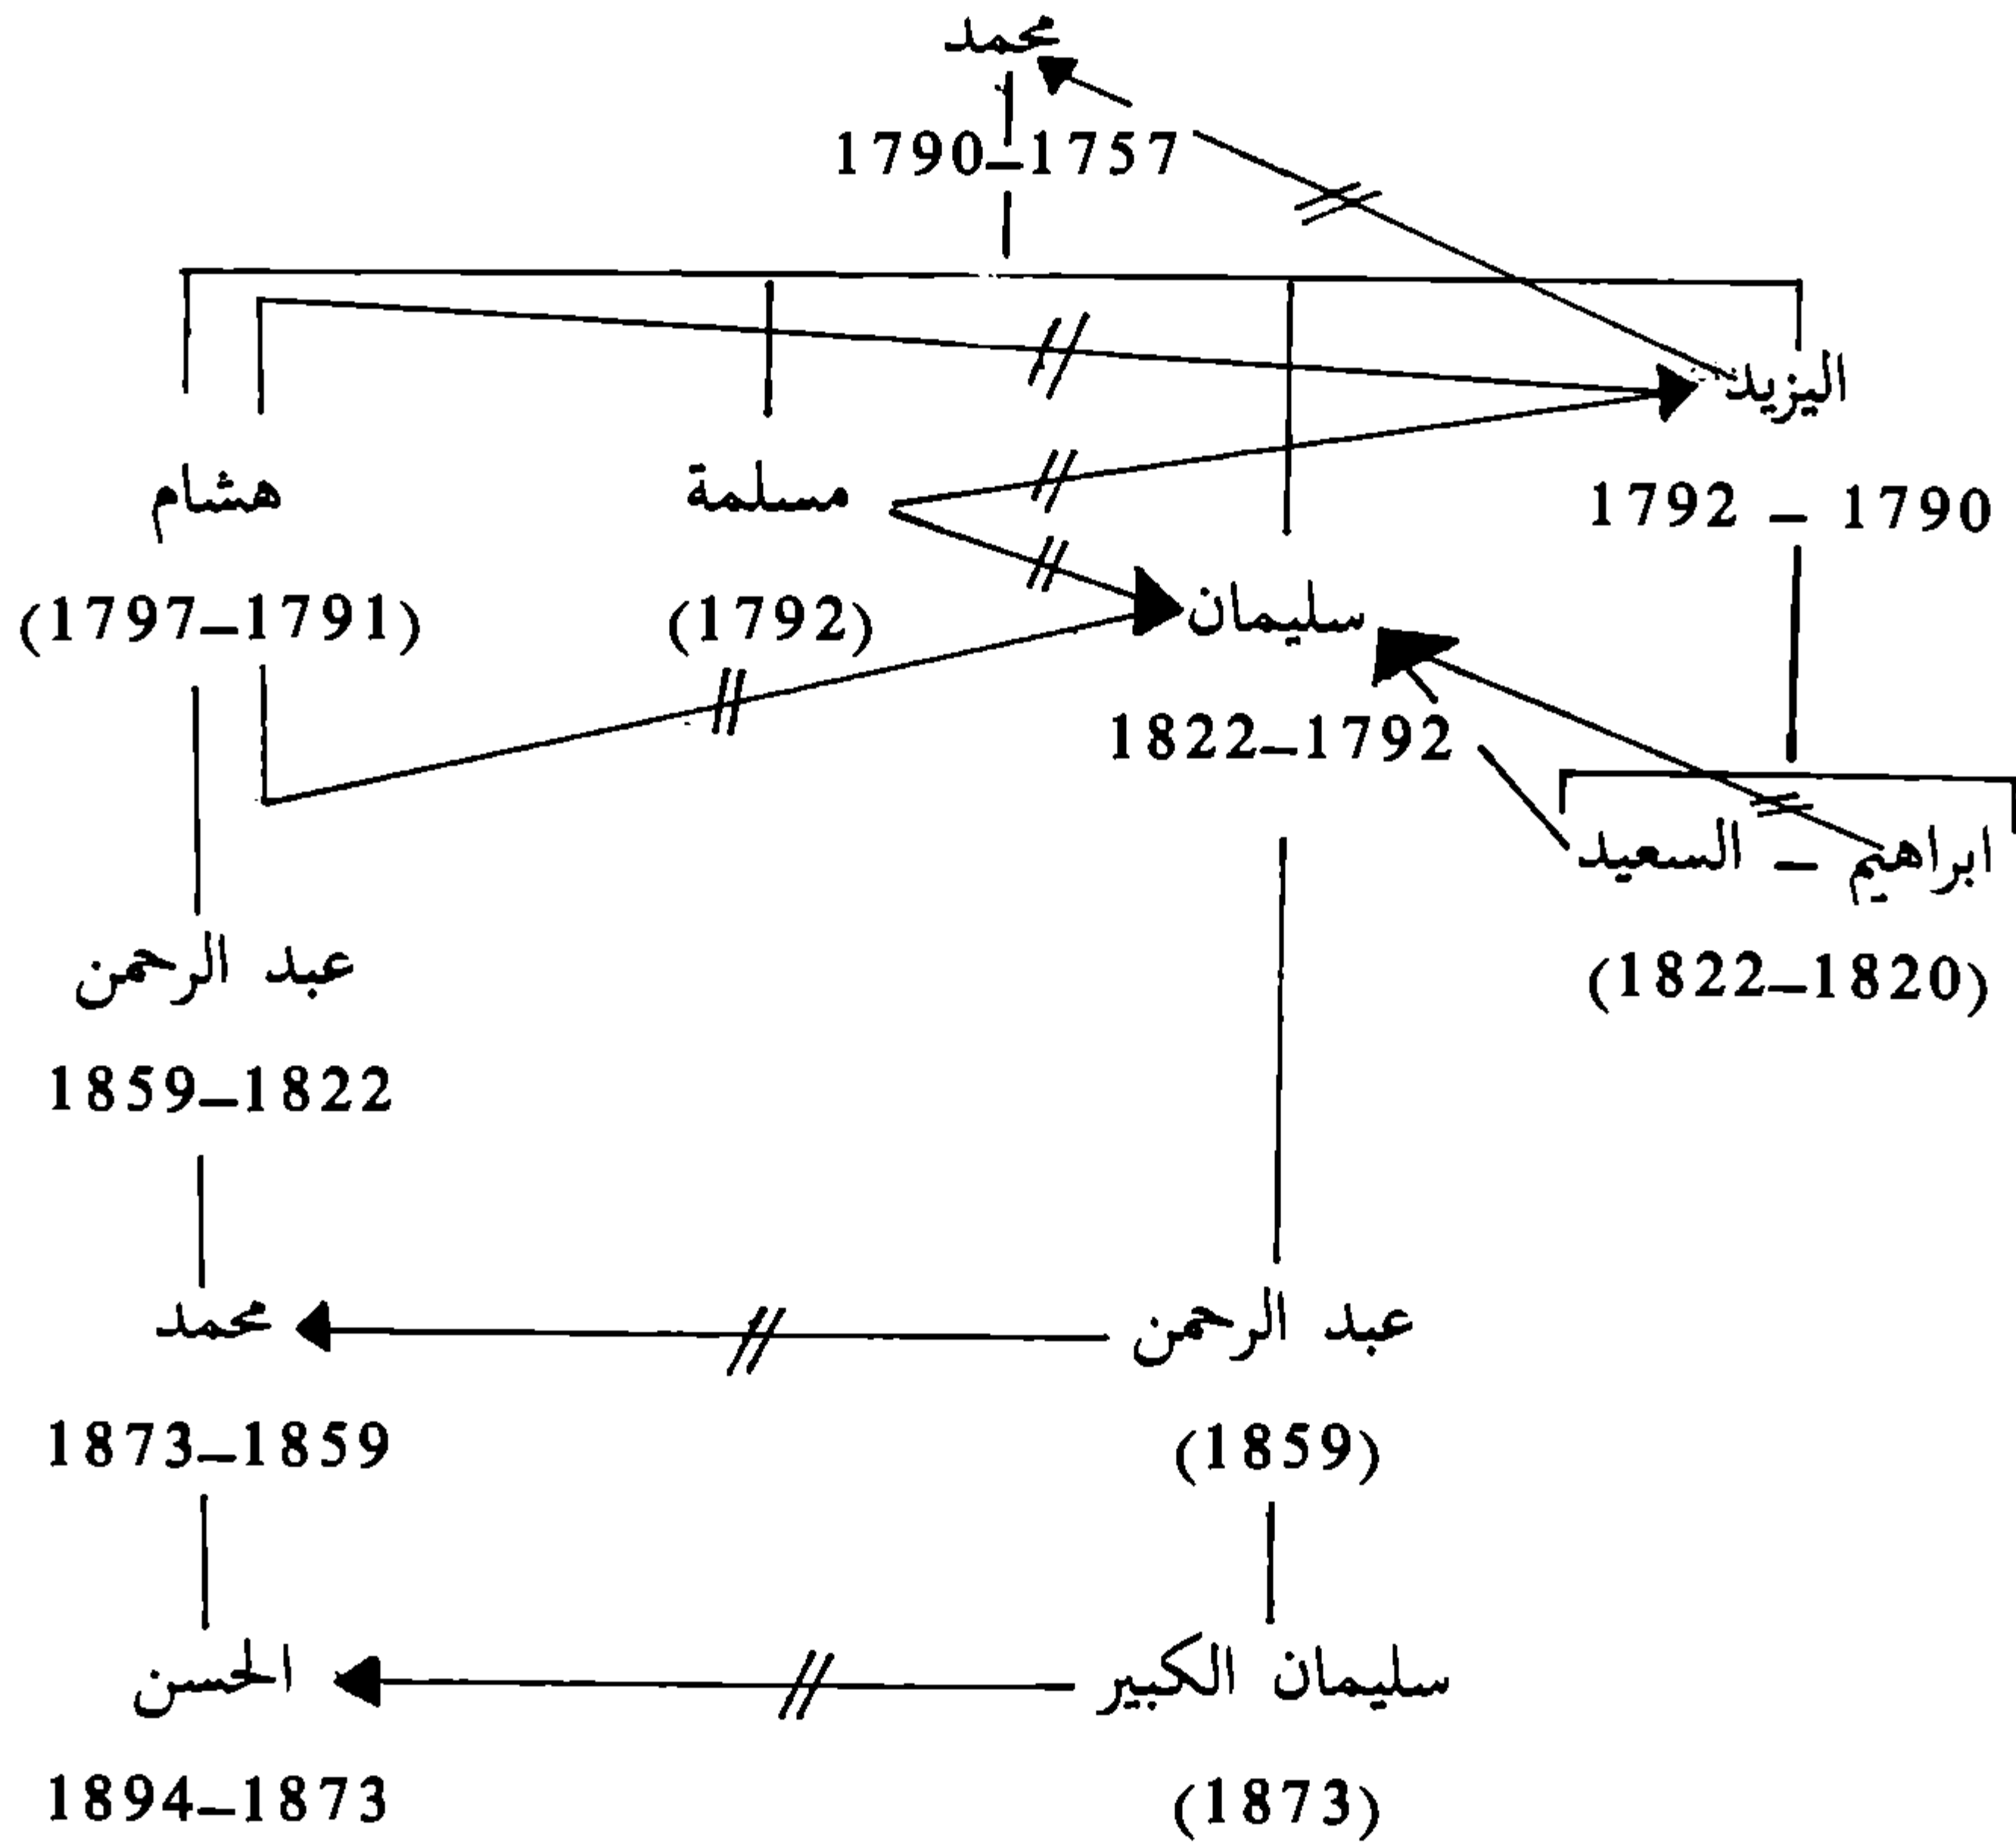 محمد
1790–1757
اليزيد
1792 – 1790
هشام
(1797–1791)
مسلمة
(1792)
سليمان
1822–1792
ابراهيم – السعيد
(1822–1820)
عبد الرحمن
1859–1822
عبد الرحمن
(1859)
محمد
1873–1859
سليمان الكبير
(1873)
الحسن
1894–1873